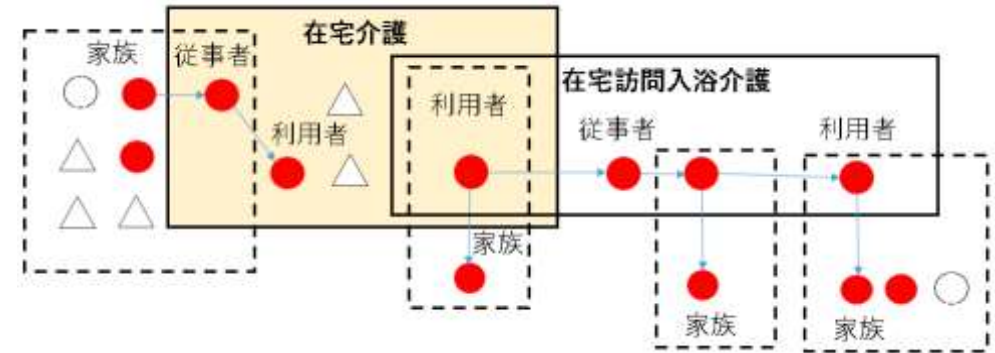 在宅介護
家族
従事者
利用者
利用者
在宅訪問入浴介護
従事者
利用者
家族
家族
家族